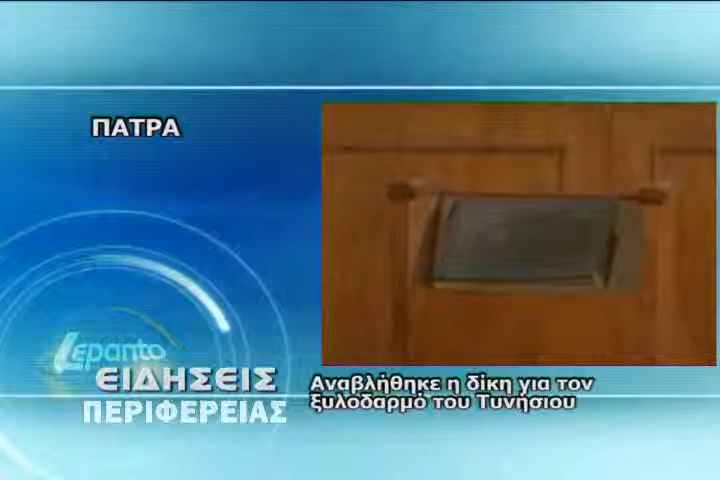 ΠΑΤΡΑ
Lepanto
ΕΙΔΗΣΕΙΣ
ΠΕΡΙΦΕΡΕΙΑΣ
Αναβλήθηκε η δίκη για τον
ξυλοδαρμό του Τυνήσιου